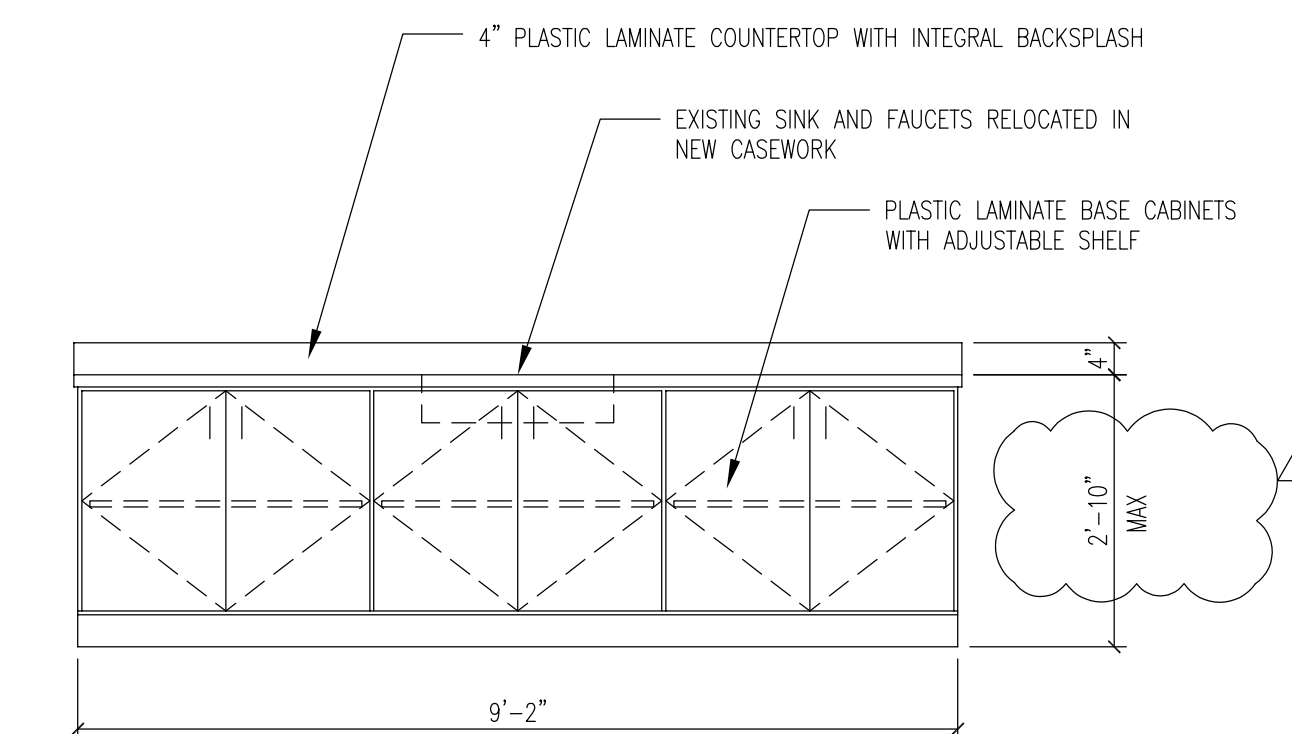 4” PLASTIC LAMINATE COUNTERTOP WITH INTEGRAL BACKSPLASH
EXISTING SINK AND FAUCETS RELOCATED IN
NEW CASEWORK
PLASTIC LAMINATE BASE CABINETS
WITH ADJUSTABLE SHELF
4”
2’-10”
MAX
9’-2”